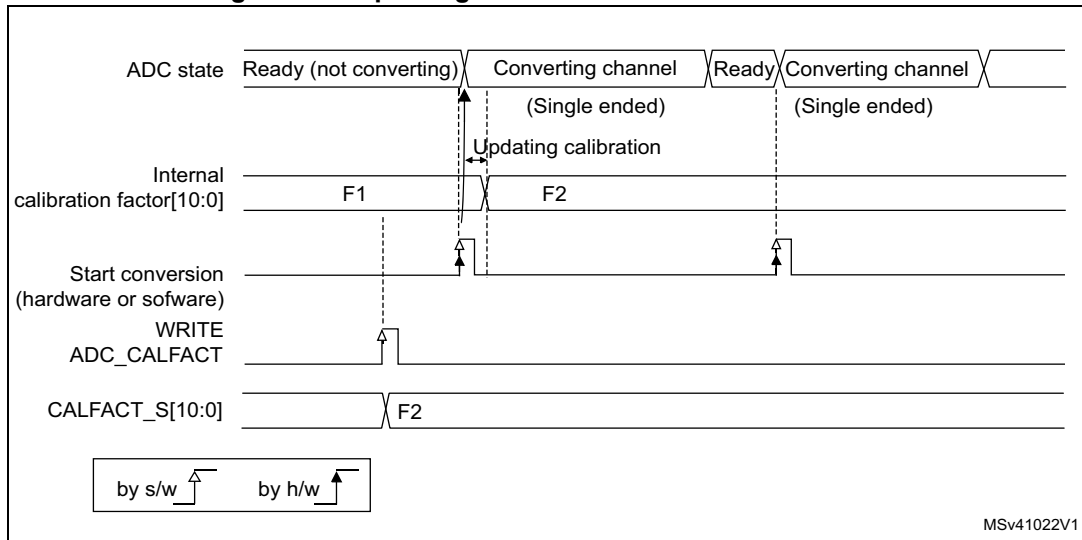 ADC state
Ready (not converting)
Converting channel
Ready
Converting channel
(Single ended)
(Single ended)
Updating calibration
Internal
calibration factor[10:0]
F1
F2
Start conversion
(hardware or sofware)
WRITE
ADC_CALFACT
CALFACT_S[10:0]
F2
by s/w
by h/w
MSv41022V1